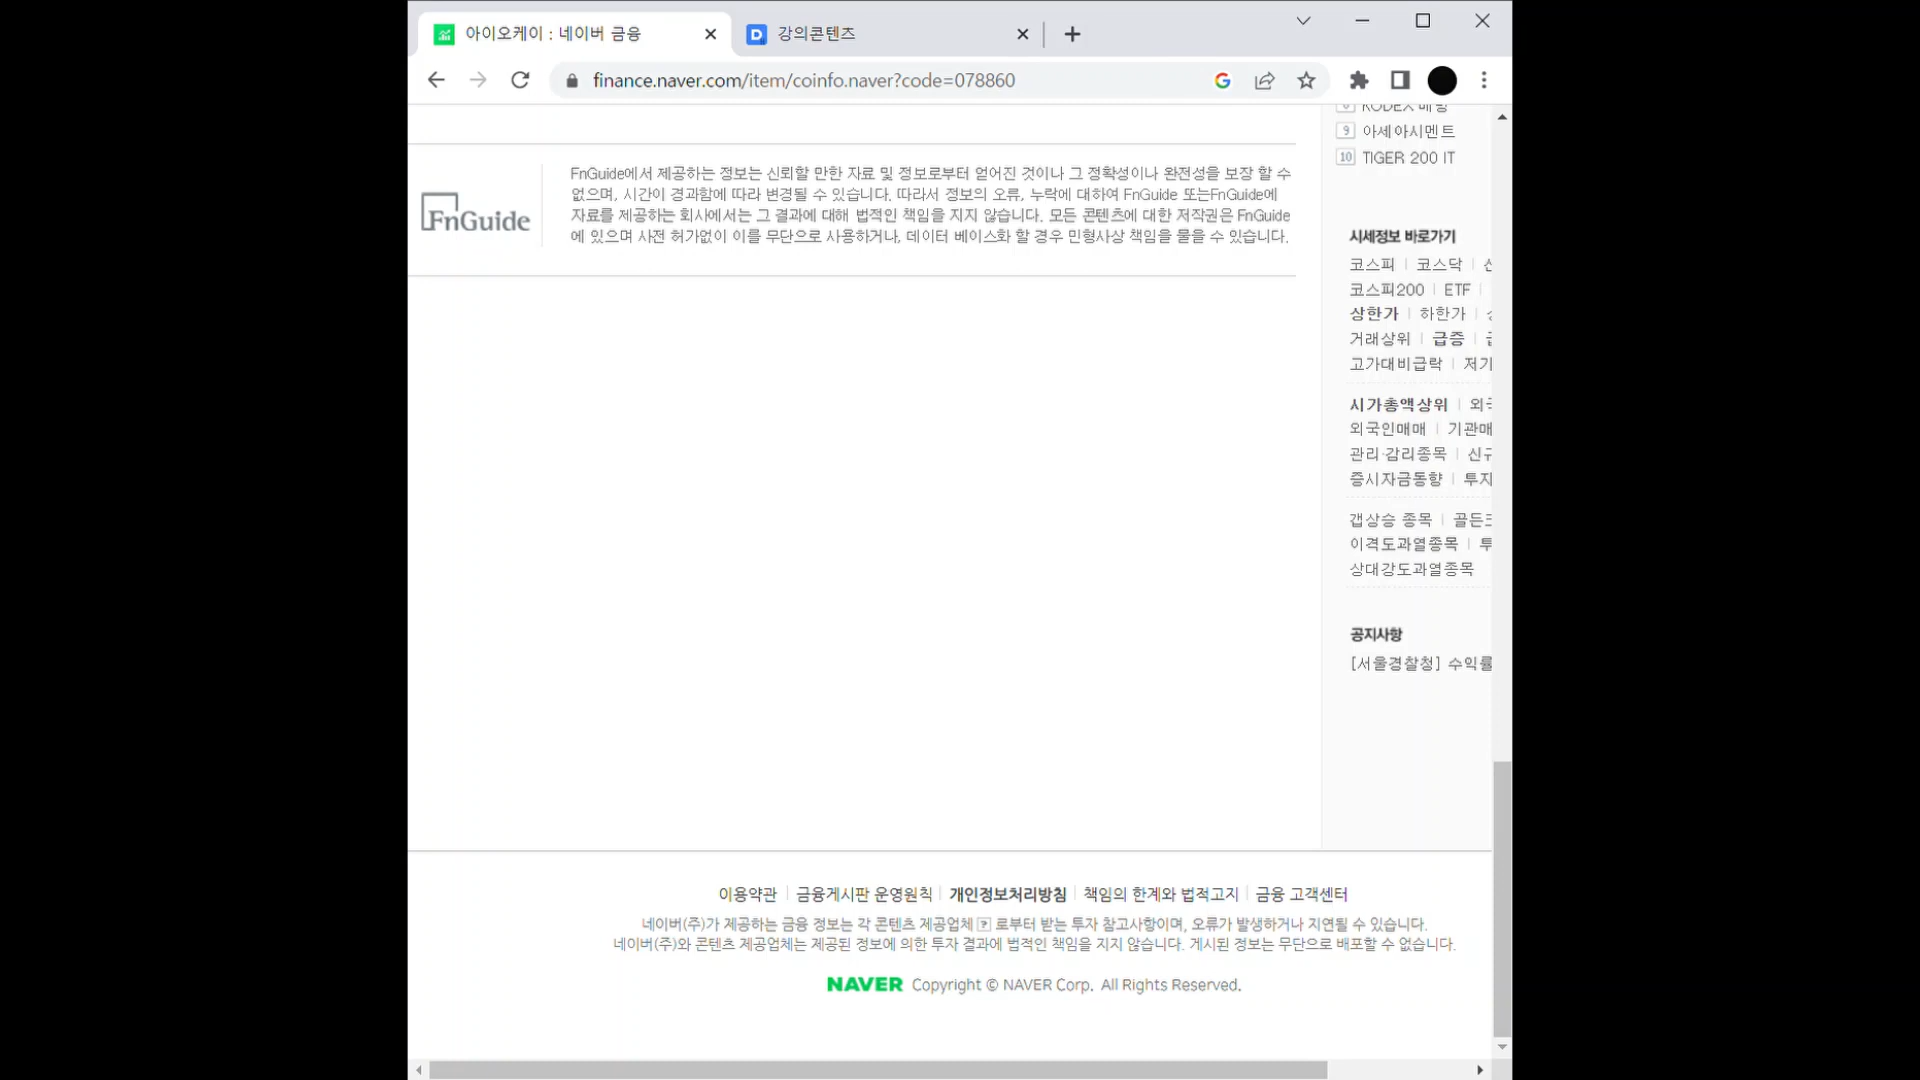 아이오케이 : 네이버 금융
강의콘텐츠
finance.naver.com/item/coinfo.naver?code=078860
KODEX 배당
9 아세아시멘트
10 TIGER 200 IT
FnGuide
FnGuide에서 제공하는 정보는 신뢰할 만한 자료 및 정보로부터 얻어진 것이나 그 정확성이나 완전성을 보장 할 수
없으며, 시간이 경과함에 따라 변경될 수 있습니다. 따라서 정보의 오류, 누락에 대하여 FnGuide 또는FnGuide에
자료를 제공하는 회사에서는 그 결과에 대해 법적인 책임을 지지 않습니다. 모든 콘텐츠에 대한 저작권은 FnGuide
에 있으며 사전 허가없이 이를 무단으로 사용하거나, 데이터 베이스화 할 경우 민형사상 책임을 물을 수 있습니다.
시세정보 바로가기
코스피 | 코스닥 |
코스피200 | ETF |
상한가 | 하한가 |
거래상위 | 급증 |
고가대비급락 | 저가
시가총액상위 | 외국
외국인매매 | 기관매
관리·감리종목 | 신규
증시자금동향 | 투자
갭상승 종목 | 골든크
이격도과열종목 | 투
상대강도과열종목
공지사항
[서울경찰청] 수익률
이용약관 | 금융게시판 운영원칙 | 개인정보처리방침 | 책임의 한계와 법적고지 | 금융 고객센터
네이버(주)가 제공하는 금융 정보는 각 콘텐츠 제공업체 ? 로부터 받는 투자 참고사항이며, 오류가 발생하거나 지연될 수 있습니다.
네이버(주)와 콘텐츠 제공업체는 제공된 정보에 의한 투자 결과에 법적인 책임을 지지 않습니다. 게시된 정보는 무단으로 배포할 수 없습니다.
NAVER Copyright © NAVER Corp. All Rights Reserved.